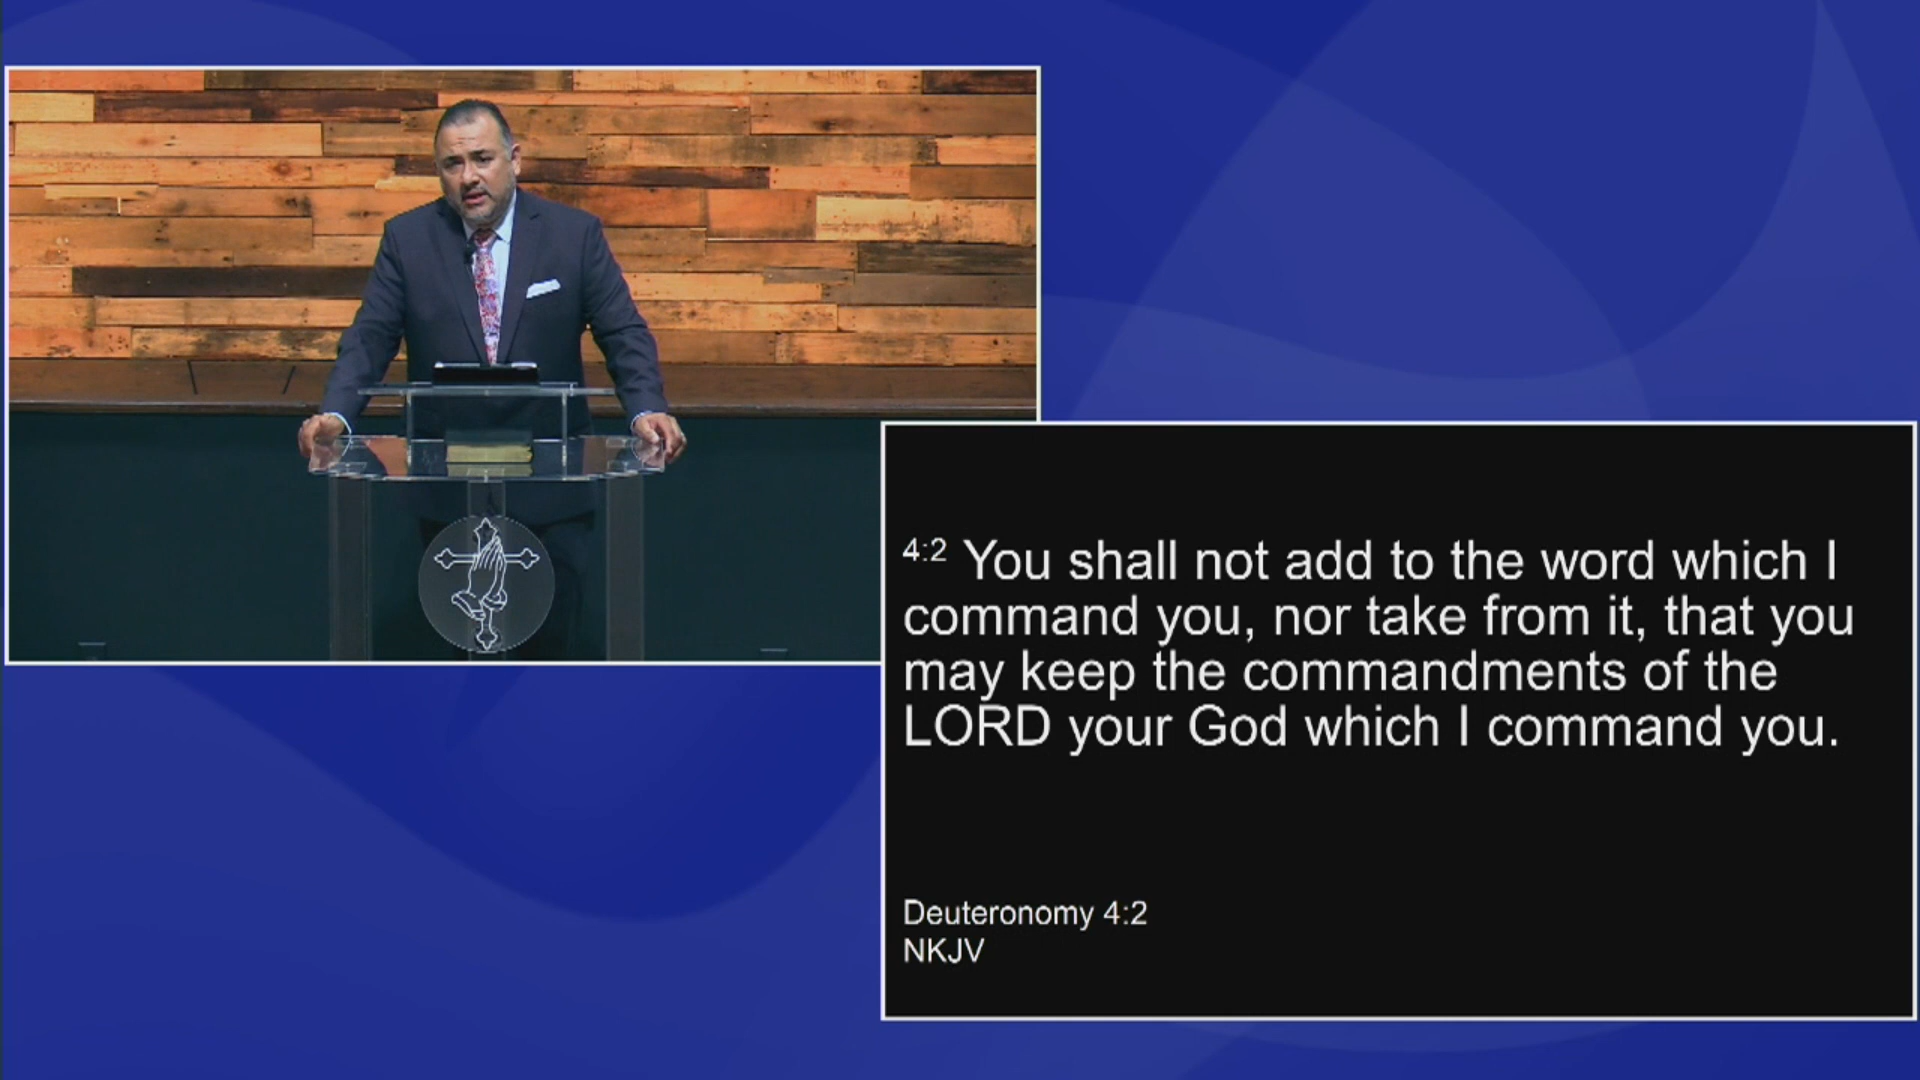 4:2 You shall not add to the word which I
command you, nor take from it, that you
may keep the commandments of the
LORD your God which I command you.
Deuteronomy 4:2
NKJV